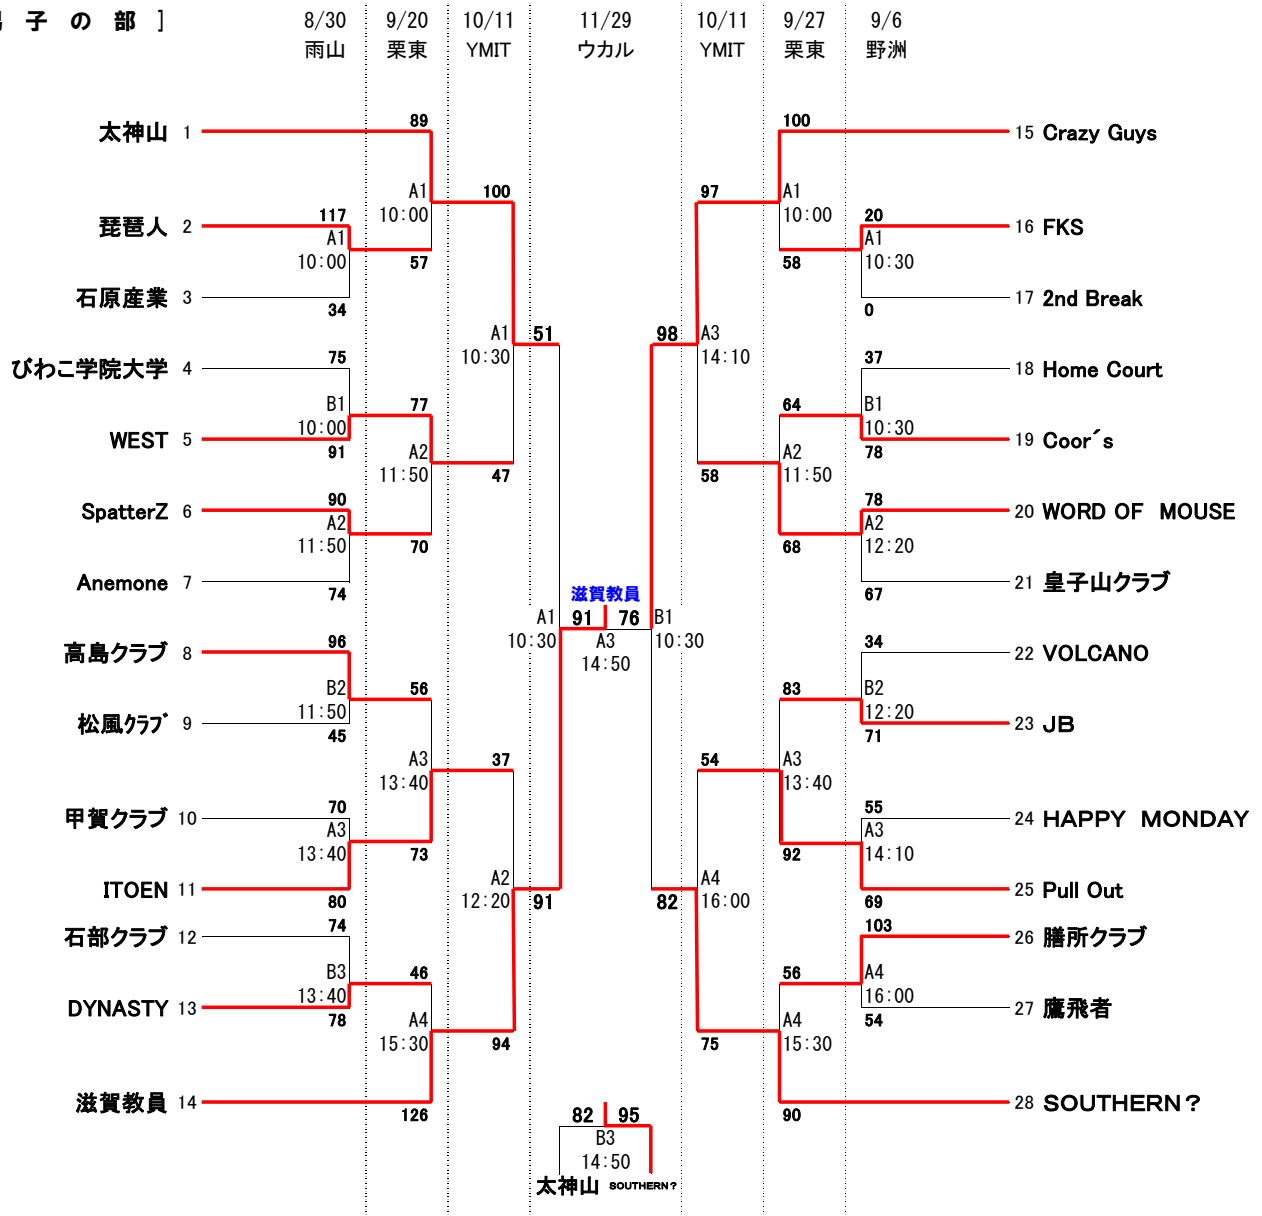 男 子 の 部 ]
8/30 9/20 10/11 11/29 10/11 9/27 9/6
雨山 栗東 YMIT ウカル YMIT 栗東 野洲
89 100
太神山 1 15 Crazy Guys
A1 100 97 A1
117 10:00 10:00 20
琵琶人 2 16 FKS
A1 A1
10:00 57 58 10:30
石原産業 3 17 2nd Break
34 0
A1 51 98 A3
75 10:30 14:10 37
びわこ学院大学 4 18 Home Court
B1 77 64 B1
10:00 10:30
WEST 5 19 Coor´s
91 A2 A2 78
11:50 47 58 11:50
90 78
SpatterZ 6 20 WORD OF MOUSE
A2 A2
11:50 70 68 12:20
Anemone 7 21 皇子山クラブ
74 滋賀教員 67
A1 91 76 B1
96 10:30 A3 10:30 34
高島クラブ 8 14:50 22 VOLCANO
B2 56 83 B2
11:50 12:20
松風ｸﾗﾌﾞ 9 23 JB
45 71
A3 37 54 A3
13:40 13:40
70 55
甲賀クラブ 10 24 HAPPY MONDAY
A3 A3
13:40 73 92 14:10
A2 A4
ITOEN 11 25 Pull Out
80 12:20 91 82 16:00 69
74 103
石部クラブ 12 26 膳所クラブ
B3 46 56 A4
13:40 16:00
DYNASTY 13 27 鷹飛者
78 A4 A4 54
15:30 94 75 15:30
滋賀教員 14 28 SOUTHERN？
126 82 95 90
B3
14:50
太神山 SOUTHERN？